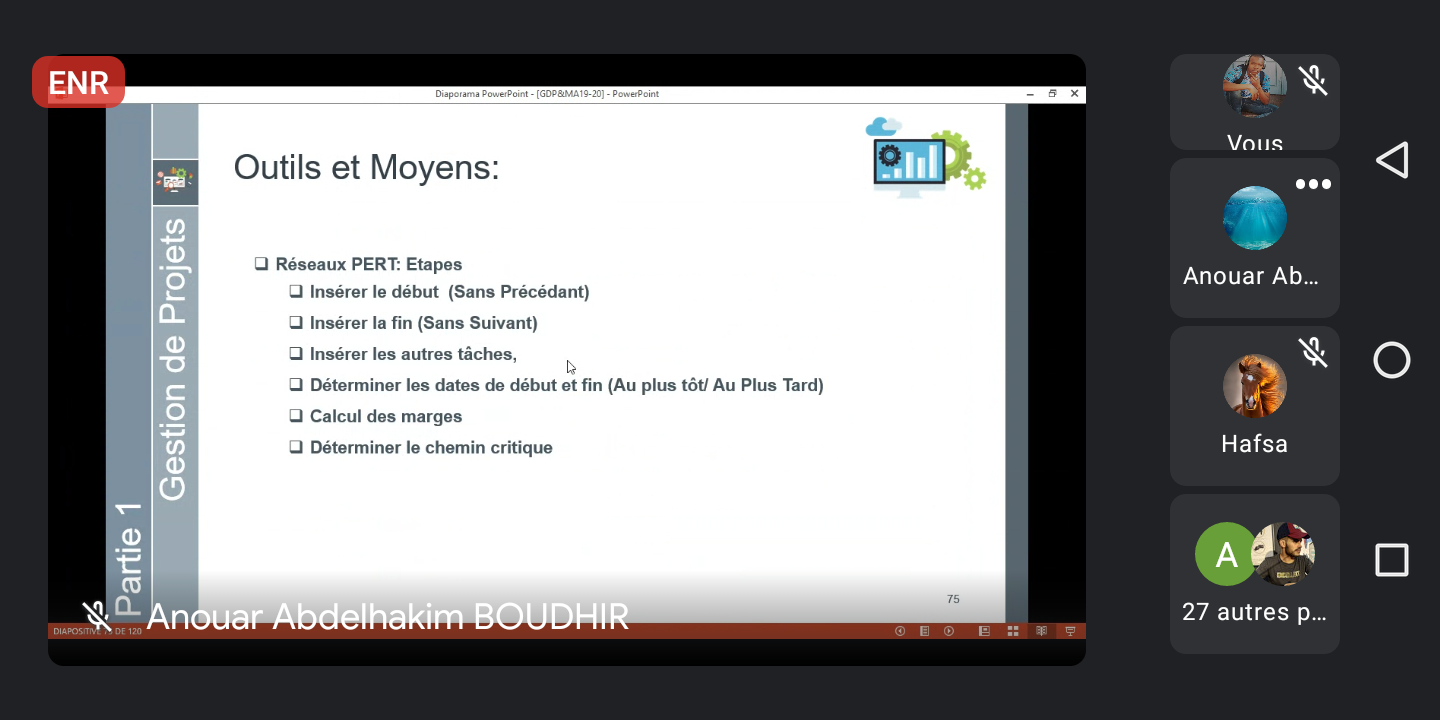 ENR
Diaporama PowerPoint - [GDP&MA19-20] - PowerPoint
Partie 1
Gestion de Projets
Outils et Moyens:
Réseaux PERT: Etapes
Insérer le début (Sans Précédant)
Insérer la fin (Sans Suivant)
Insérer les autres tâches,
Déterminer les dates de début et fin (Au plus tôt/ Au Plus Tard)
Calcul des marges
Déterminer le chemin critique
75
Anouar Abdelhakim BOUDHIR
DIAPOSITIVE 75 DE 120
Vous
Anouar Ab...
Hafsa
A
27 autres p...